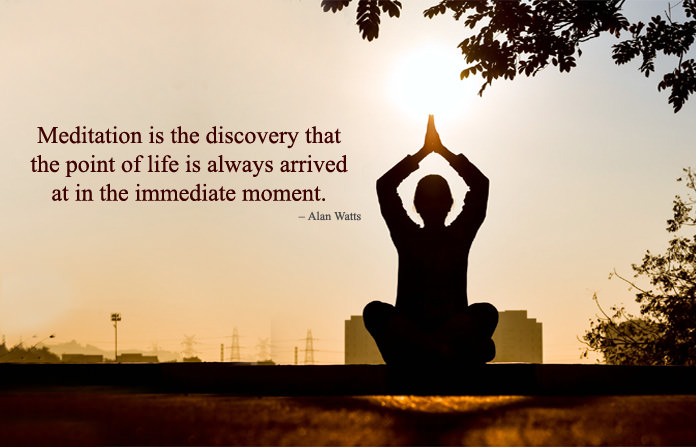 Meditation is the discovery that
the point of life is always arrived
at in the immediate moment.
– Alan Watts